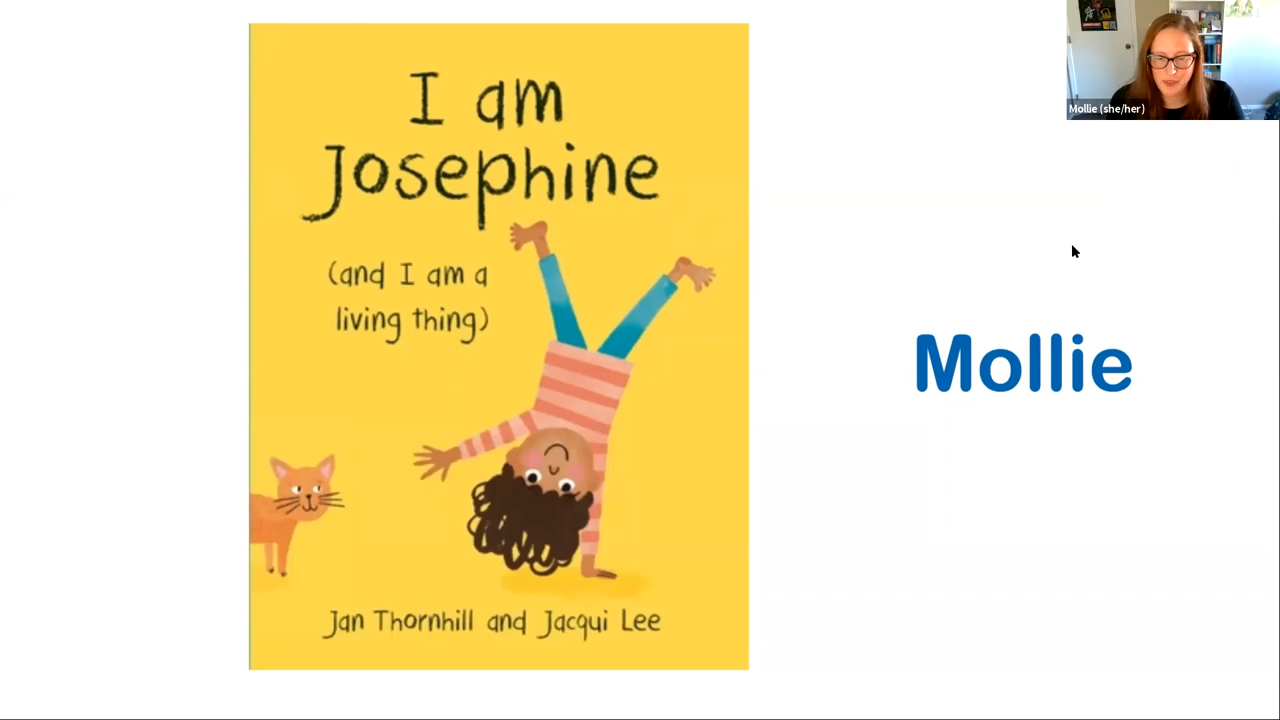 I am
Josephine
(and I am a
living thing)
Jan Thornhill and Jacqui Lee
Mollie
Mollie (she/her)